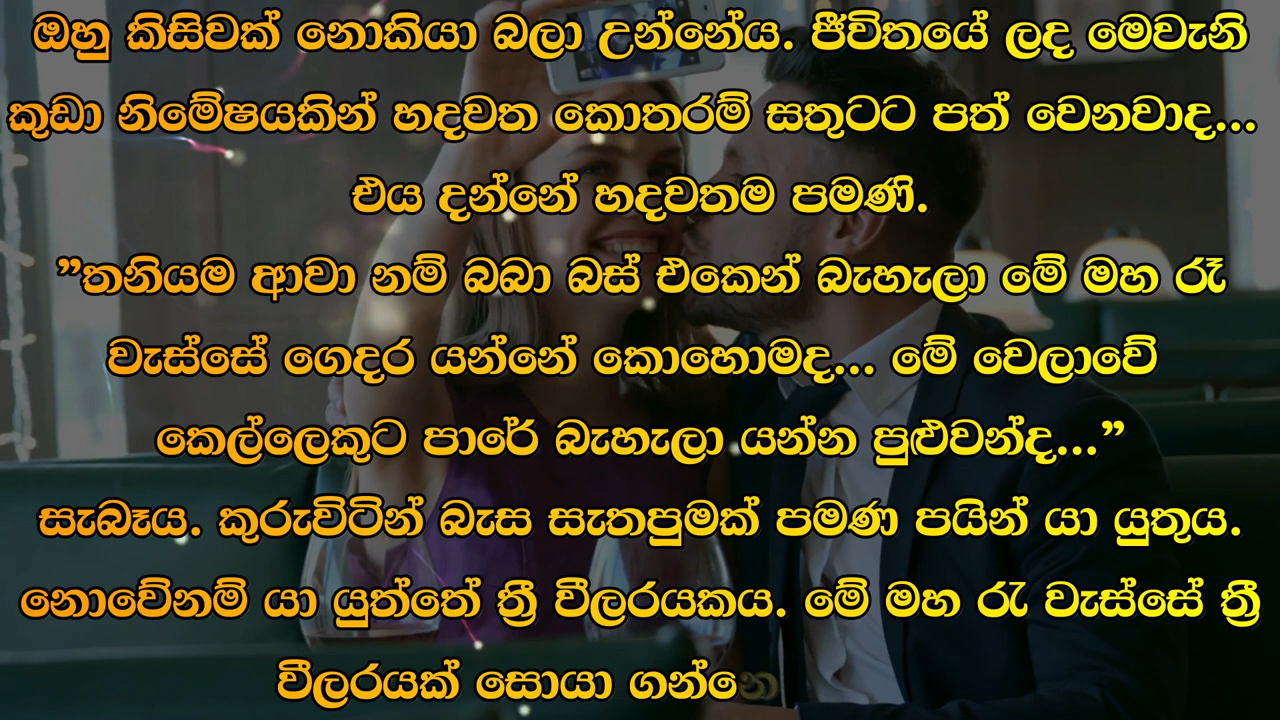 ඔහු කිසිවක් නොකියා බලා උන්නේය. ජීවිතයේ ලද මෙවැනි
කුඩා නිමේෂයකින් හදවත කොතරම් සතුටට පත් වෙනවාද...
එය දන්නේ හදවතම පමණි.
”තනියම ආවා නම් බබා බස් එකෙන් බැහැලා මේ මහ රෑ
වැස්සේ ගෙදර යන්නේ කොහොමද... මේ වෙලාවේ
කෙල්ලෙකුට පාරේ බැහැලා යන්න පුළුවන්ද...”
සැබෑය. කුරුවිටින් බැස සැතපුමක් පමණ පයින් යා යුතුය.
නොවේනම් යා යුත්තේ ත්‍රී වීලරයකය. මේ මහ රැ වැස්සේ ත්‍රී
වීලරයක් සොයා ගන්නෙ